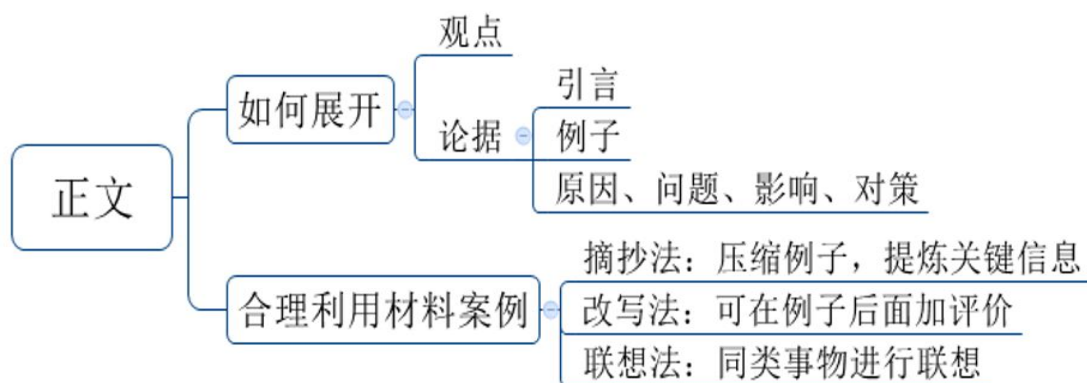 正文
如何展开
观点
论据
引言
例子
原因、问题、影响、对策
合理利用材料案例
摘抄法：压缩例子，提炼关键信息
改写法：可在例子后面加评价
联想法：同类事物进行联想